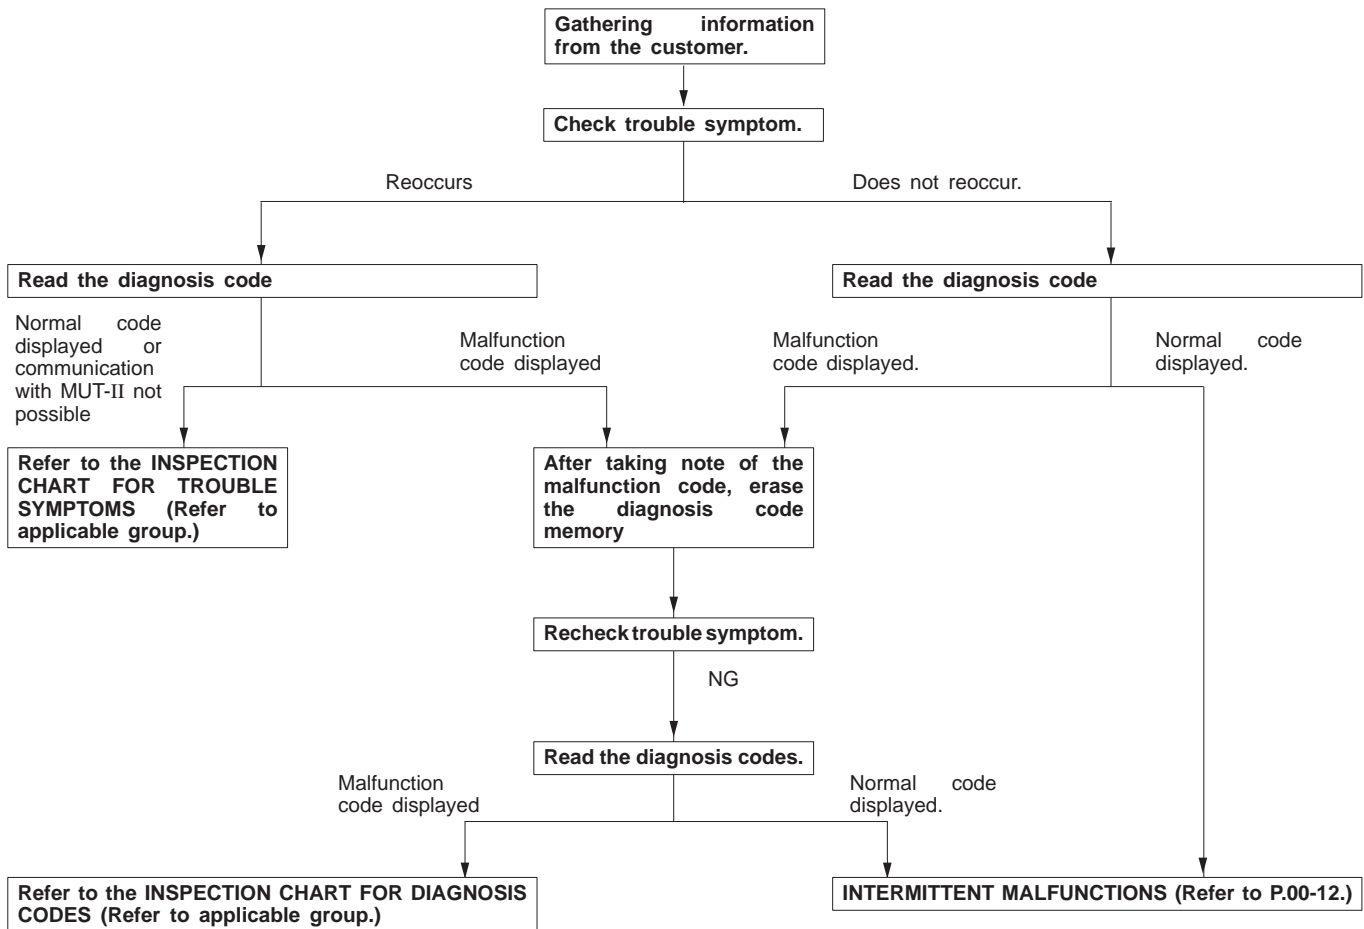 Gathering information
from the customer.
Check trouble symptom.
Reoccurs
Does not reoccur.
Read the diagnosis code
Read the diagnosis code
Normal code
displayed or
communication
with MUT-II not
possible
Malfunction
code displayed
Malfunction
code displayed.
Normal code
displayed.
Refer to the INSPECTION
CHART FOR TROUBLE
SYMPTOMS (Refer to
applicable group.)
After taking note of the
malfunction code, erase
the diagnosis code
memory
Recheck trouble symptom.
NG
Read the diagnosis codes.
Malfunction
code displayed
Normal code
displayed.
Refer to the INSPECTION CHART FOR DIAGNOSIS
CODES (Refer to applicable group.)
INTERMITTENT MALFUNCTIONS (Refer to P.00-12.)